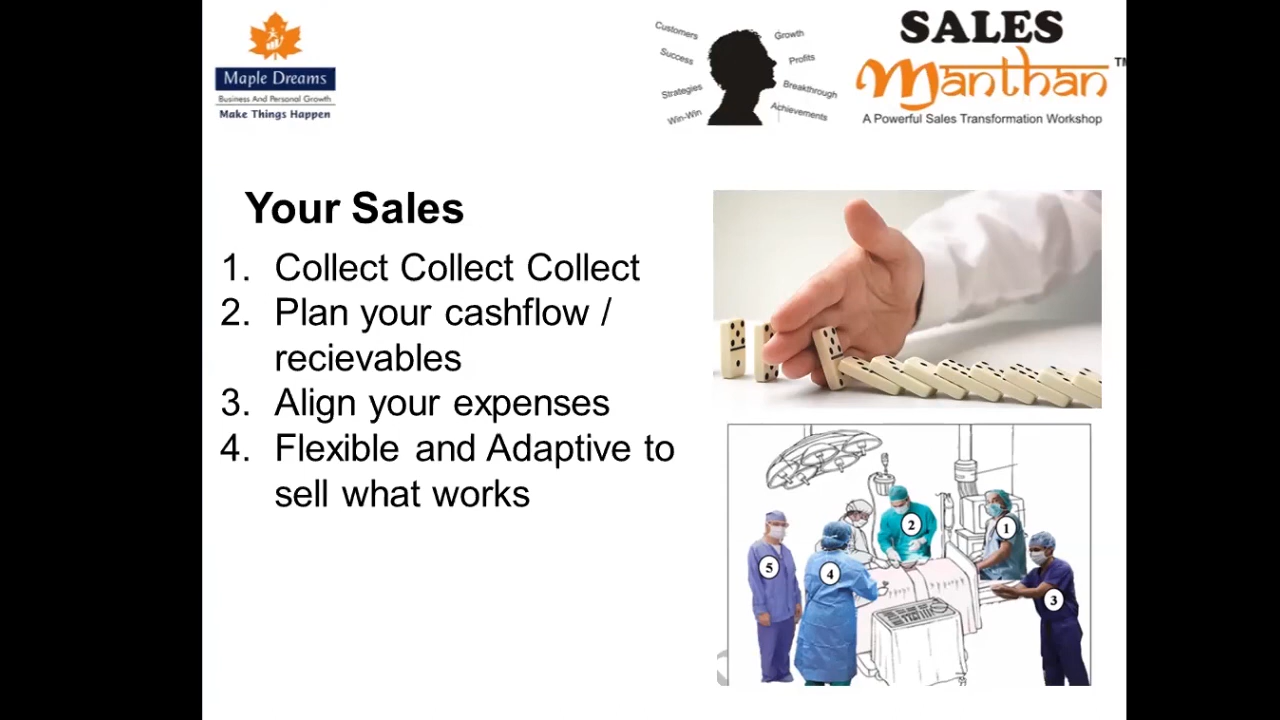 Maple Dreams
Business And Personal Growth
Make Things Happen
Customers
Success
Strategies
Win-Win
Growth
Profits
Breakthrough
Achievements
SALES
Manthan
TM
A Powerful Sales Transformation Workshop
Your Sales
1. Collect Collect Collect
2. Plan your cashflow /
recievables
3. Align your expenses
4. Flexible and Adaptive to
sell what works
1
2
3
4
5